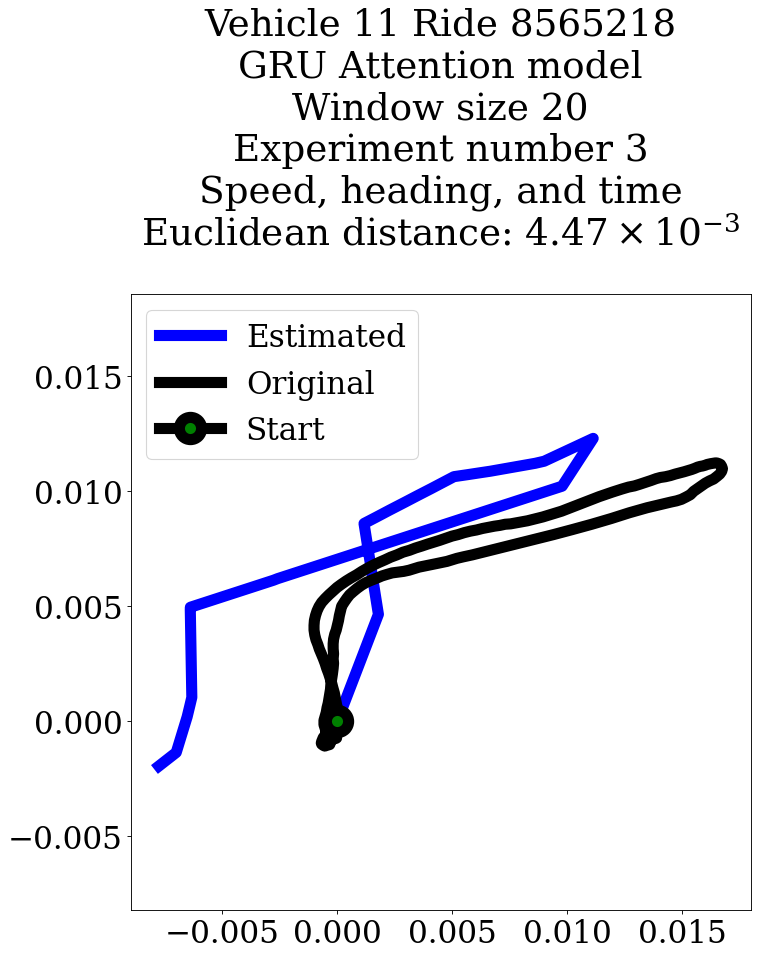 Vehicle 11 Ride 8565218
GRU Attention model
Window size 20
Experiment number 3
Speed, heading, and time
Euclidean distance: 4.47 × 10⁻³
Estimated
Original
Start
0.015
0.010
0.005
0.000
−0.005
−0.005 0.000 0.005 0.010 0.015